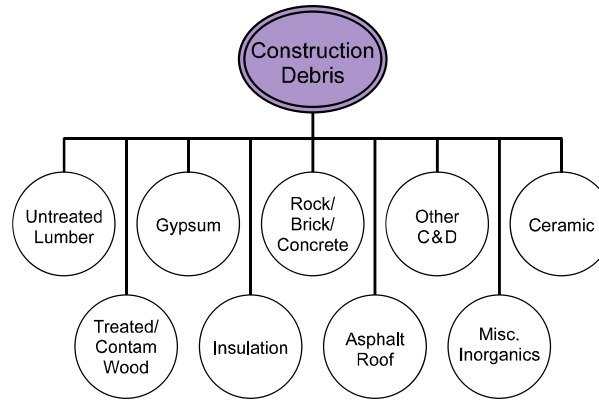 Construction
Debris
Untreated
Lumber
Gypsum
Rock/
Brick/
Concrete
Other
C&D
Ceramic
Treated/
Contam
Wood
Insulation
Asphalt
Roof
Misc.
Inorganics